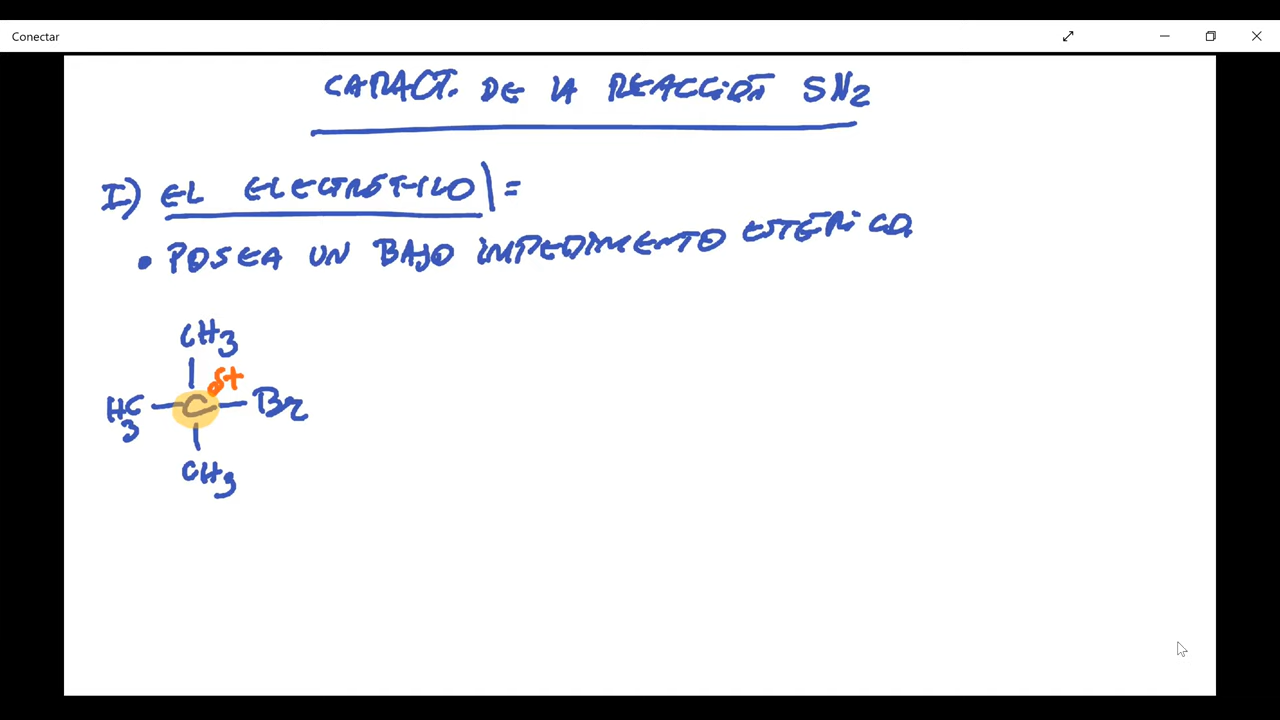 Conectar
CARACT. DE LA REACCIÓN SN2
I) EL ELECTRÓFILO | =
• POSEA UN BAJO IMPEDIMENTO ESTÉRICO.
CH3
δ+
H3C—C—Br
CH3